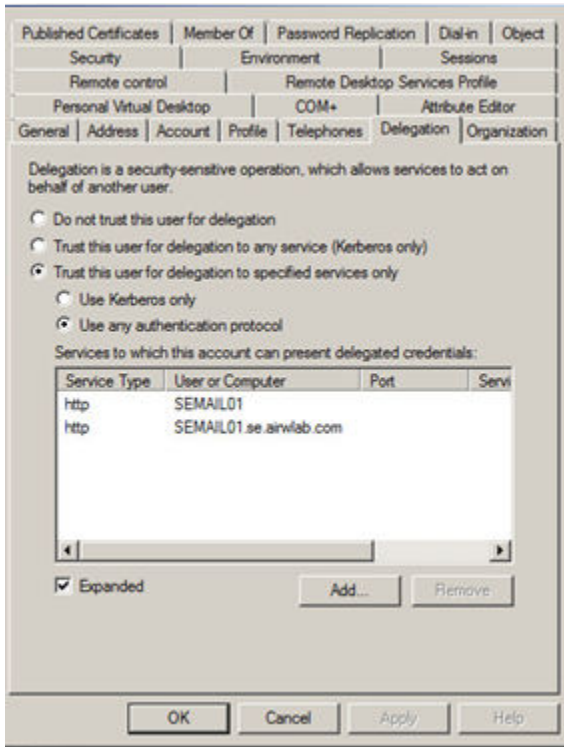 Published Certificates Member Of Password Replication Dial-in Object
Security Environment Sessions
Remote control Remote Desktop Services Profile
Personal Virtual Desktop COM+ Attribute Editor
General Address Account Profile Telephones Delegation Organization
Delegation is a security-sensitive operation, which allows services to act on
behalf of another user.
Do not trust this user for delegation
Trust this user for delegation to any service (Kerberos only)
Trust this user for delegation to specified services only
Use Kerberos only
Use any authentication protocol
Services to which this account can present delegated credentials:
Service Type User or Computer Port Servi
http SEMAIL01
http SEMAIL01.se.airwlab.com
Expanded Add... Remove
OK Cancel Apply Help